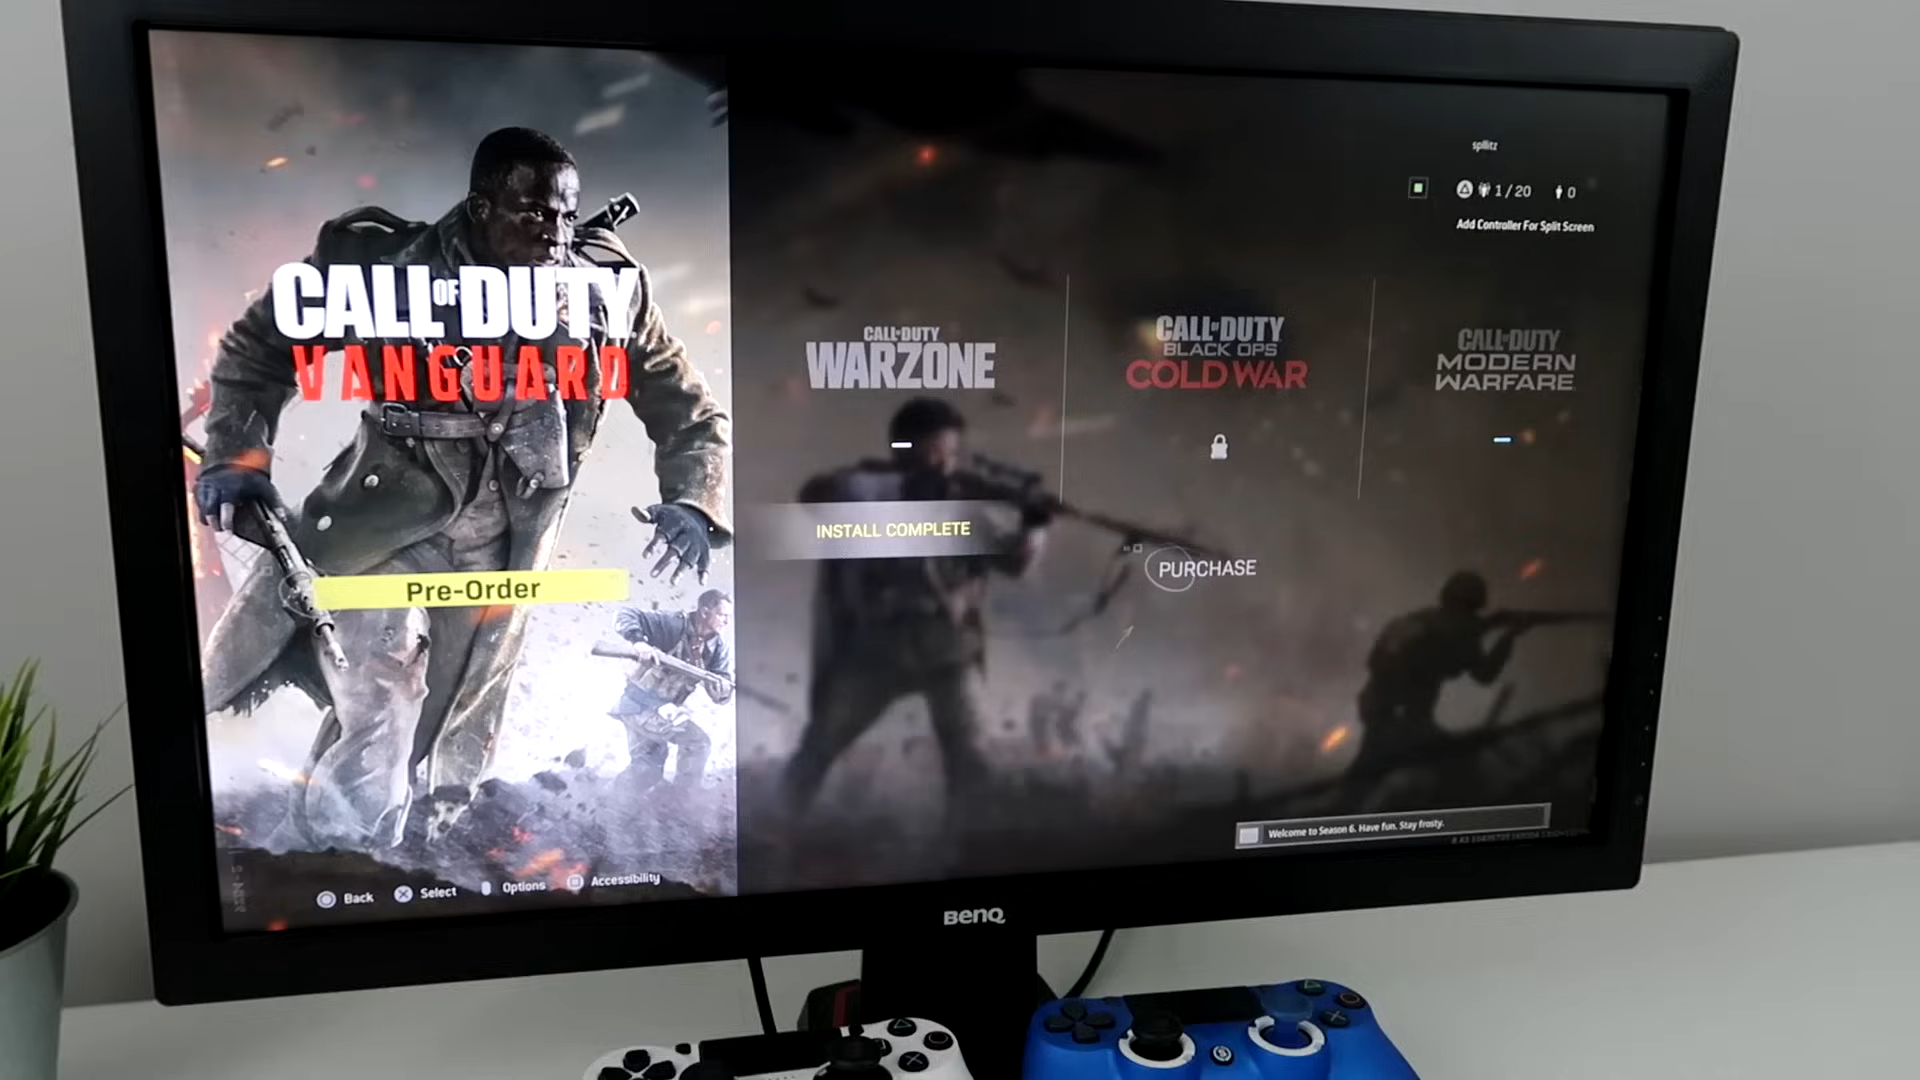 CALL OF DUTY
VANGUARD
Pre-Order
Back Select Options Accessibility
CALL OF DUTY
WARZONE
INSTALL COMPLETE
CALL OF DUTY
BLACK OPS
COLD WAR
PURCHASE
CALL OF DUTY
MODERN
WARFARE
spllitz
1 / 20 0
Add Controller For Split Screen
Welcome to Season 6. Have fun. Stay frosty.
BenQ